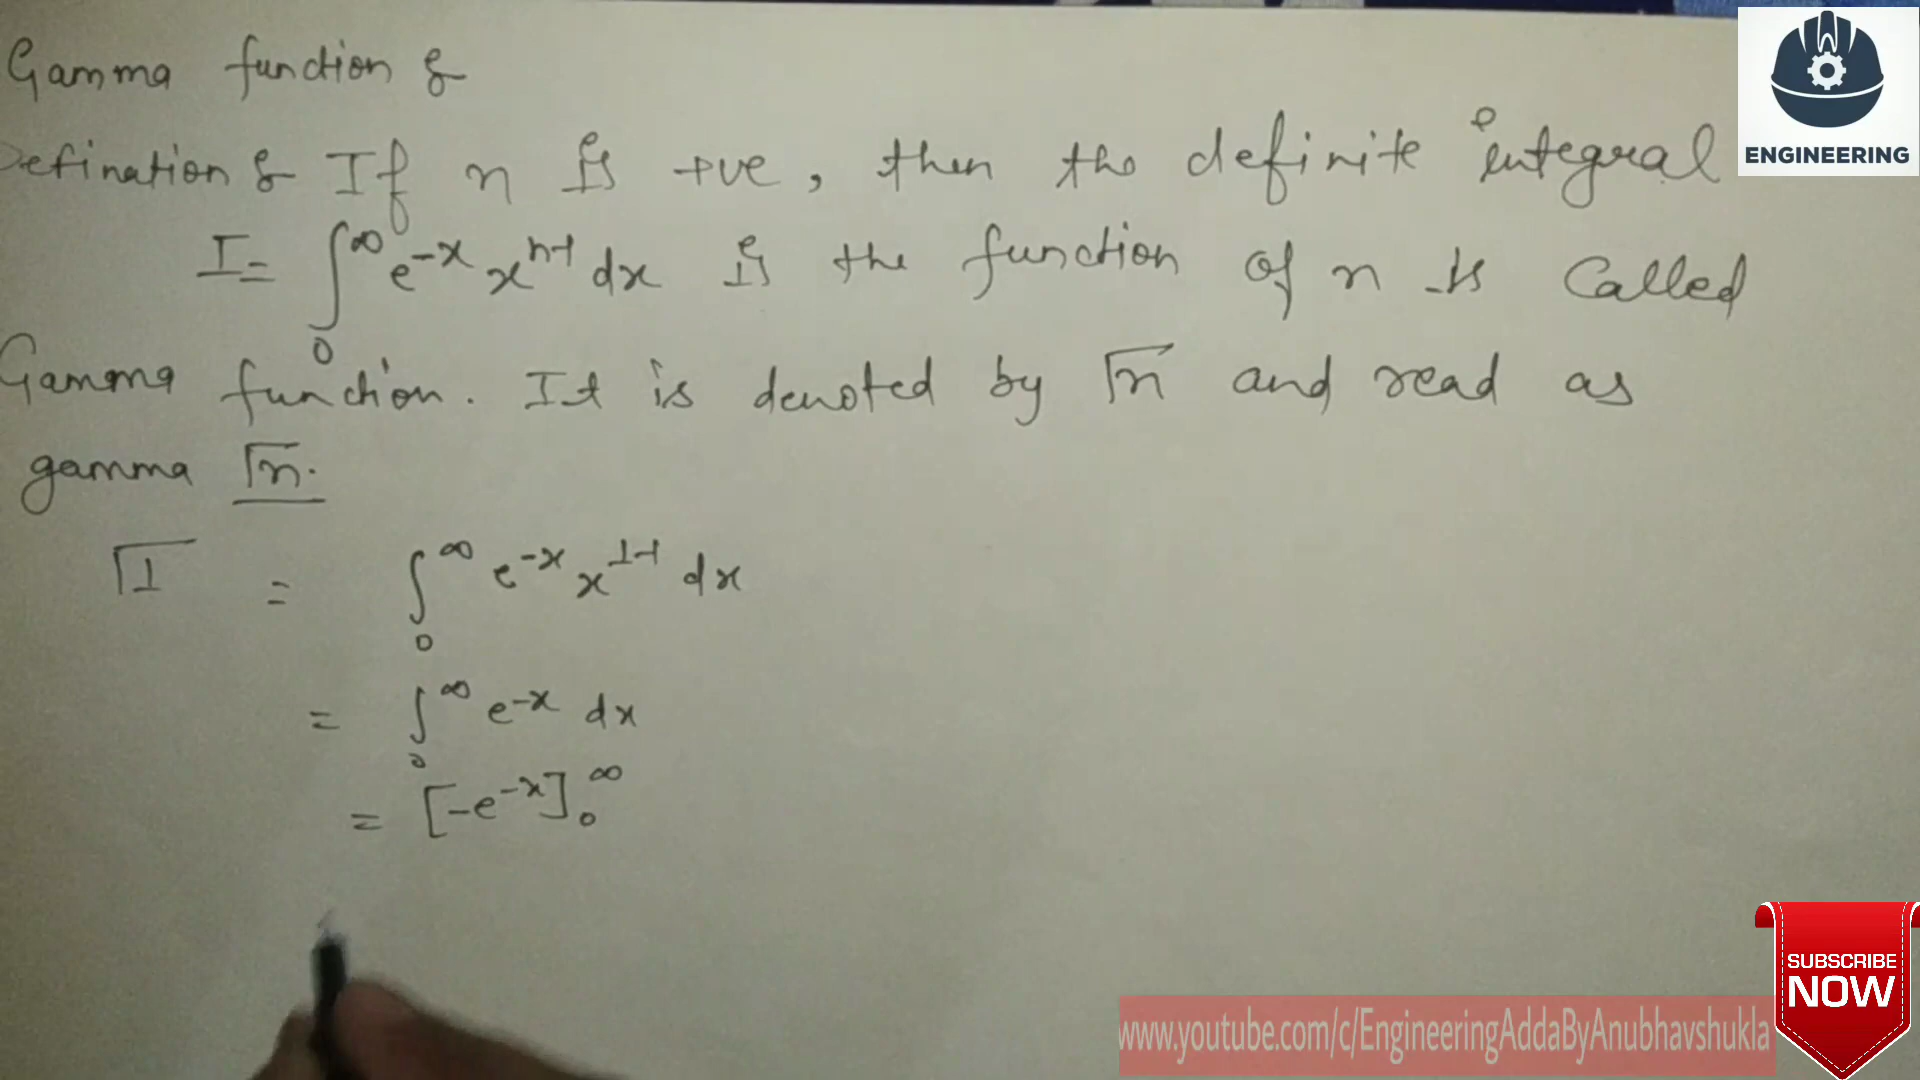 Gamma function :-
Defination :- If n is +ve, then the definite integral
I = ∫₀^∞ e^-x x^n-1 dx is the function of n is called
Gamma function. It is denoted by Γn and read as
gamma Γn.
Γ1 = ∫₀^∞ e^-x x^1-1 dx
= ∫₀^∞ e^-x dx
= [-e^-x]₀^∞
ENGINEERING
SUBSCRIBE
NOW
www.youtube.com/c/EngineeringAddaByAnubhavshukla